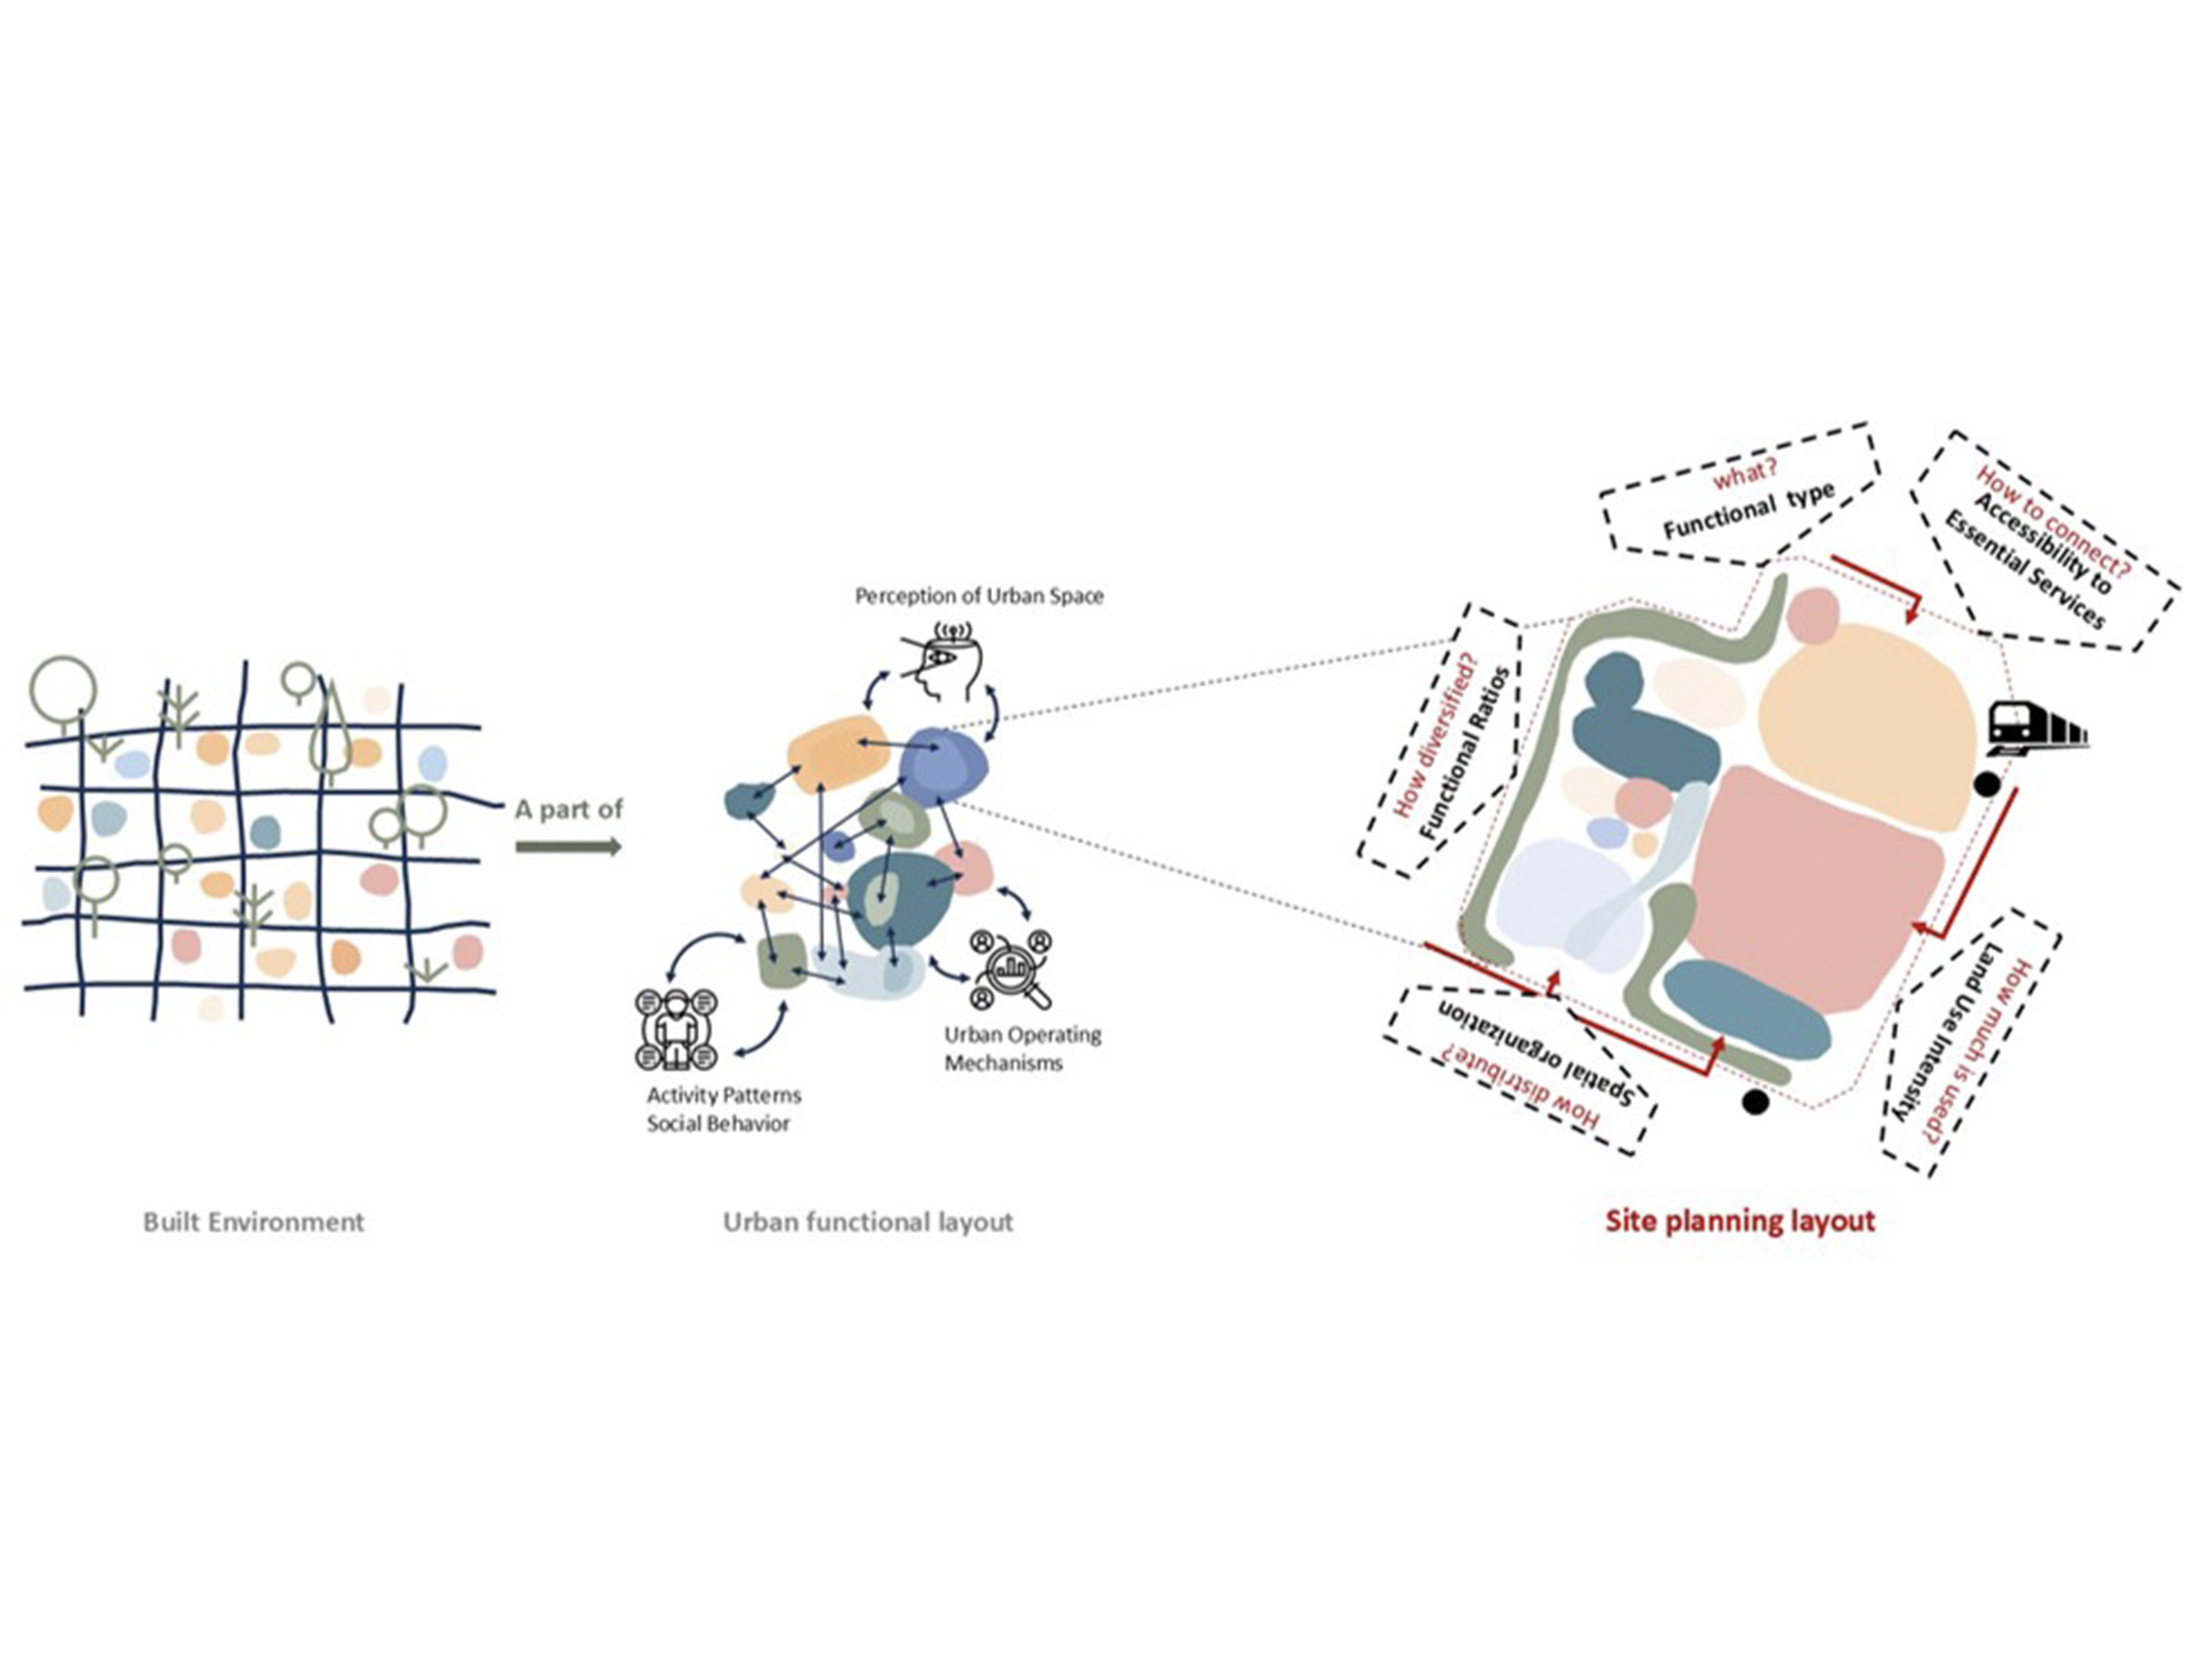 A part of
Built Environment
Perception of Urban Space
Urban Operating
Mechanisms
Activity Patterns
Social Behavior
Urban functional layout
what?
Functional type
How to connect?
Accessibility to
Essential Services
How diversified?
Functional Ratios
How much is used?
Land Use Intensity
How distribute?
Spatial organization
Site planning layout